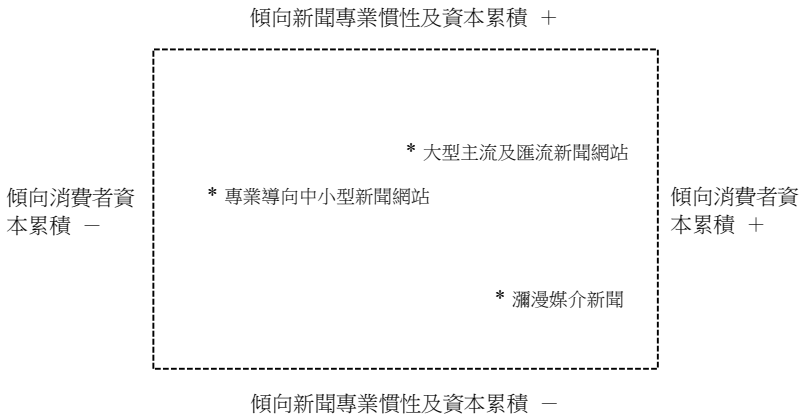 傾向新聞專業慣性及資本累積 ＋
* 大型主流及匯流新聞網站
傾向消費者資
本累積 －
* 專業導向中小型新聞網站
傾向消費者資
本累積 ＋
* 瀰漫媒介新聞
傾向新聞專業慣性及資本累積 －